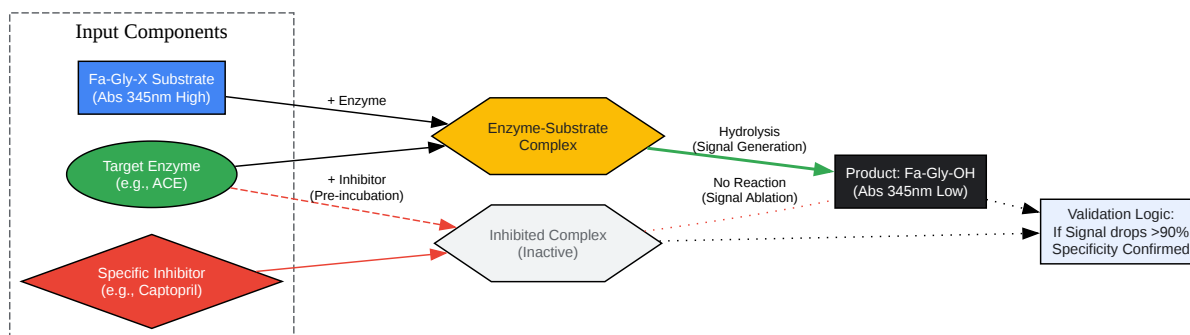 Input Components
Fa-Gly-X Substrate
(Abs 345nm High)
+ Enzyme
Target Enzyme
(e.g., ACE)
+ Inhibitor
(Pre-incubation)
Specific Inhibitor
(e.g., Captopril)
Enzyme-Substrate
Complex
Inhibited Complex
(Inactive)
Hydrolysis
(Signal Generation)
No Reaction
(Signal Ablation)
Product: Fa-Gly-OH
(Abs 345nm Low)
Validation Logic:
If Signal drops >90%
Specificity Confirmed